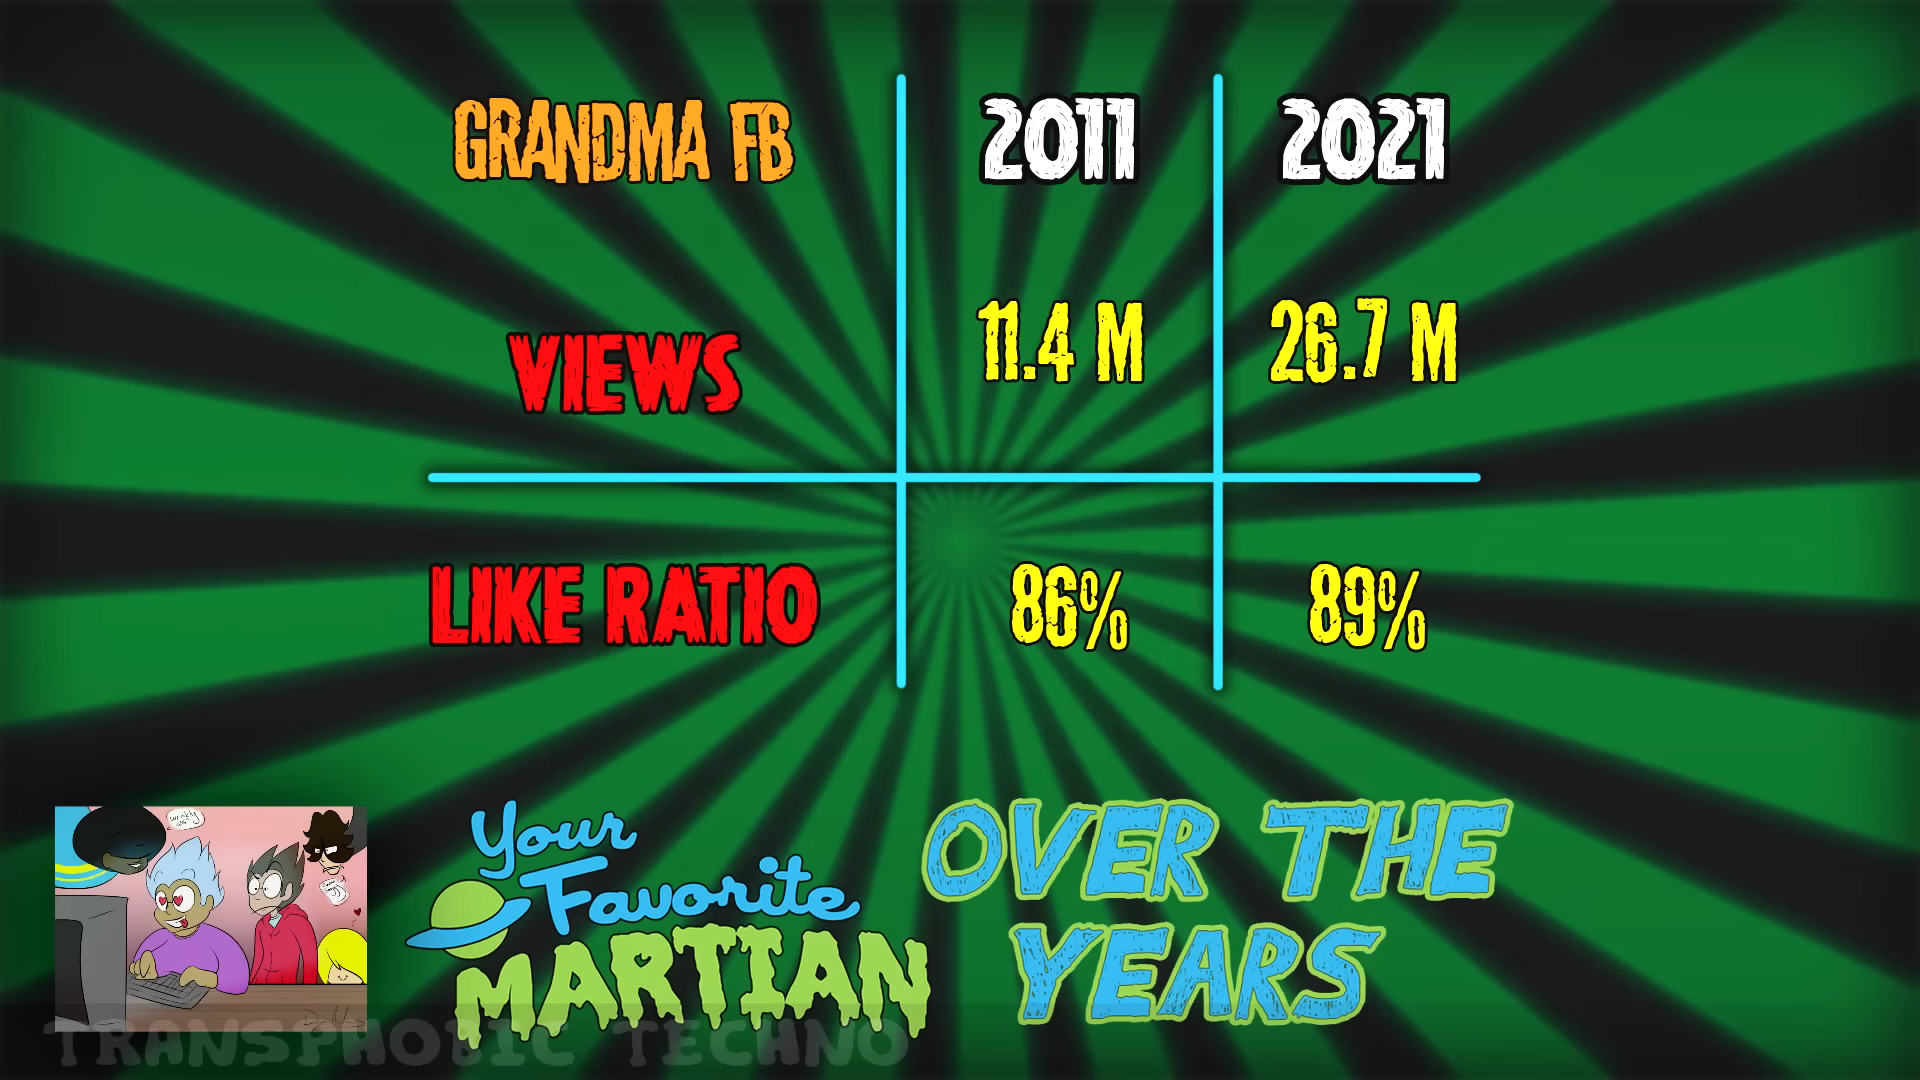 GRANDMA FB 2011 2021
VIEWS 11.4 M 26.7 M
LIKE RATIO 86% 89%
Your
Favorite
MARTIAN
OVER THE
YEARS
TRANSPHOBIC TECHNO